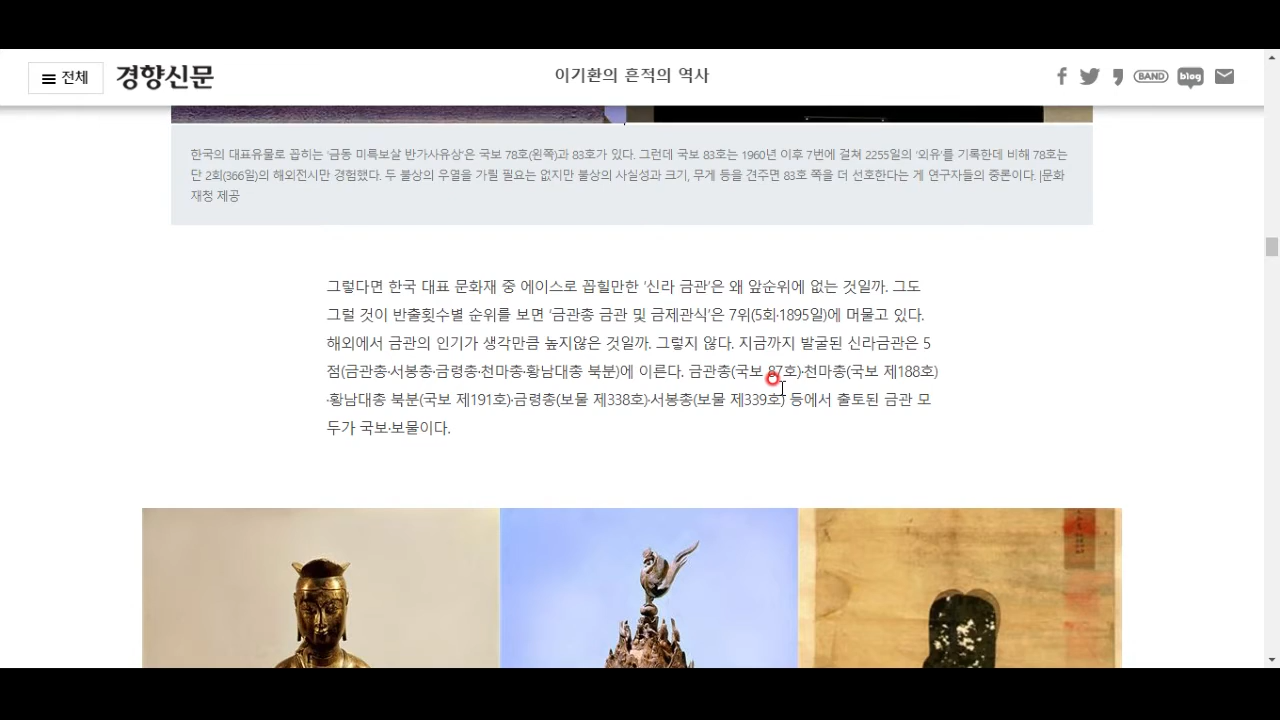 전체
경향신문
이기환의 흔적의 역사
BAND
blog
한국의 대표유물로 꼽히는 '금동 미륵보살 반가사유상'은 국보 78호(왼쪽)과 83호가 있다. 그런데 국보 83호는 1960년 이후 7번에 걸쳐 2255일의 '외유'를 기록한데 비해 78호는
단 2회(366일)의 해외전시만 경험했다. 두 불상의 우열을 가릴 필요는 없지만 불상의 사실성과 크기, 무게 등을 견주면 83호 쪽을 더 선호한다는 게 연구자들의 중론이다. |문화
재청 제공
그렇다면 한국 대표 문화재 중 에이스로 꼽힐만한 '신라 금관'은 왜 앞순위에 없는 것일까. 그도
그럴 것이 반출횟수별 순위를 보면 '금관총 금관 및 금제관식'은 7위(5회·1895일)에 머물고 있다.
해외에서 금관의 인기가 생각만큼 높지않은 것일까. 그렇지 않다. 지금까지 발굴된 신라금관은 5
점(금관총·서봉총·금령총·천마총·황남대총 북분)에 이른다. 금관총(국보 87호)·천마총(국보 제188호)
·황남대총 북분(국보 제191호)·금령총(보물 제338호)·서봉총(보물 제339호) 등에서 출토된 금관 모
두가 국보·보물이다.